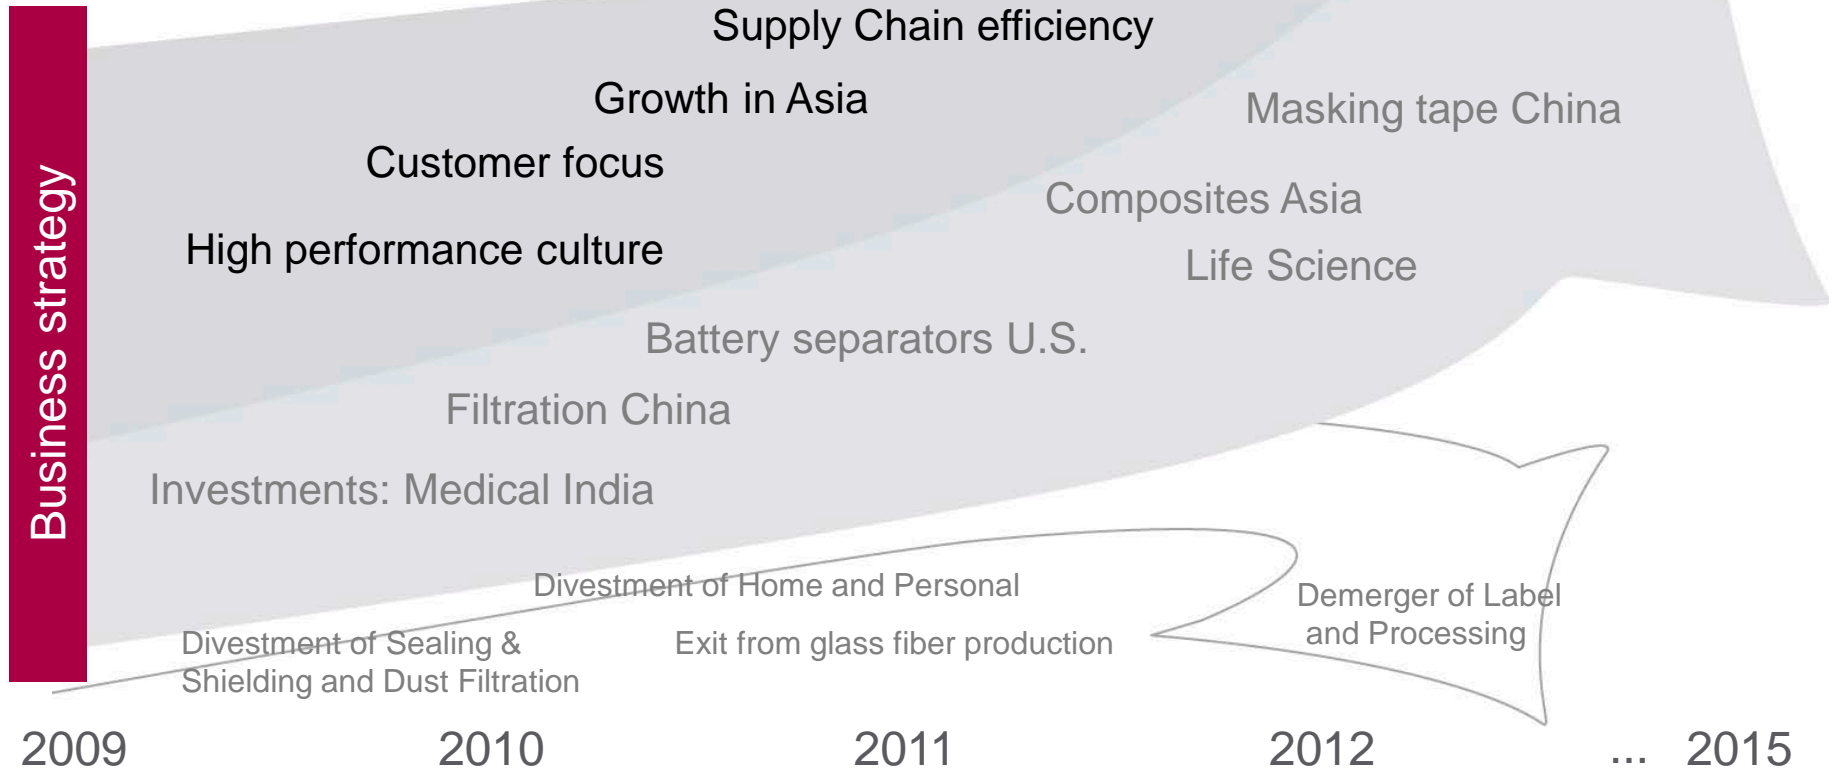 Supply Chain efficiency
Growth in Asia
Masking tape China
Customer focus
Composites Asia
High performance culture
Life Science
Business strategy
Battery separators U.S.
Filtration China
Investments: Medical India
Divestment of Home and Personal
Demerger of Label
and Processing
Divestment of Sealing &
Shielding and Dust Filtration
Exit from glass fiber production
2009 2010 2011 2012 ... 2015